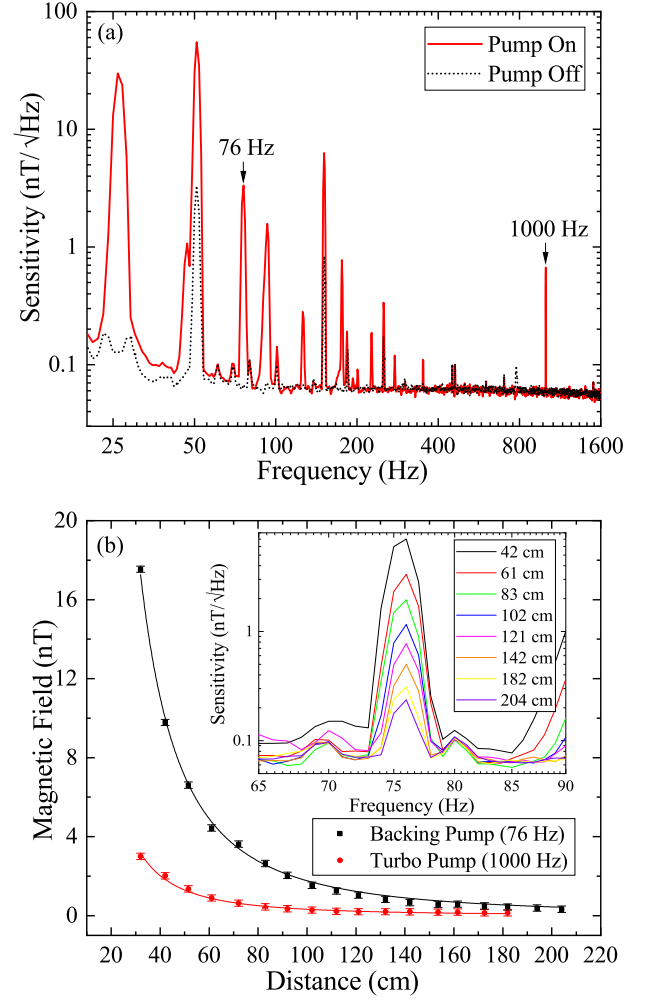 (a)
Pump On
Pump Off
76 Hz
1000 Hz
Sensitivity (nT/√Hz)
100
10
1
0.1
25 50 100 200 400 800 1600
Frequency (Hz)
(b)
Magnetic Field (nT)
20
16
12
8
4
0
Sensitivity (nT/√Hz)
1
0.1
42 cm
61 cm
83 cm
102 cm
121 cm
142 cm
182 cm
204 cm
65 70 75 80 85 90
Frequency (Hz)
Backing Pump (76 Hz)
Turbo Pump (1000 Hz)
20 40 60 80 100 120 140 160 180 200 220
Distance (cm)